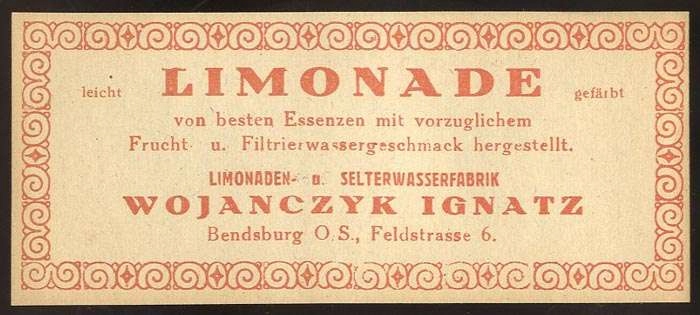 leicht LIMONADE gefärbt
von besten Essenzen mit vorzuglichem
Frucht- u. Filtrierwassergeschmack hergestellt.
LIMONADEN- u. SELTERWASSERFABRIK
WOJANCZYK IGNATZ
Bendsburg O.S., Feldstrasse 6.